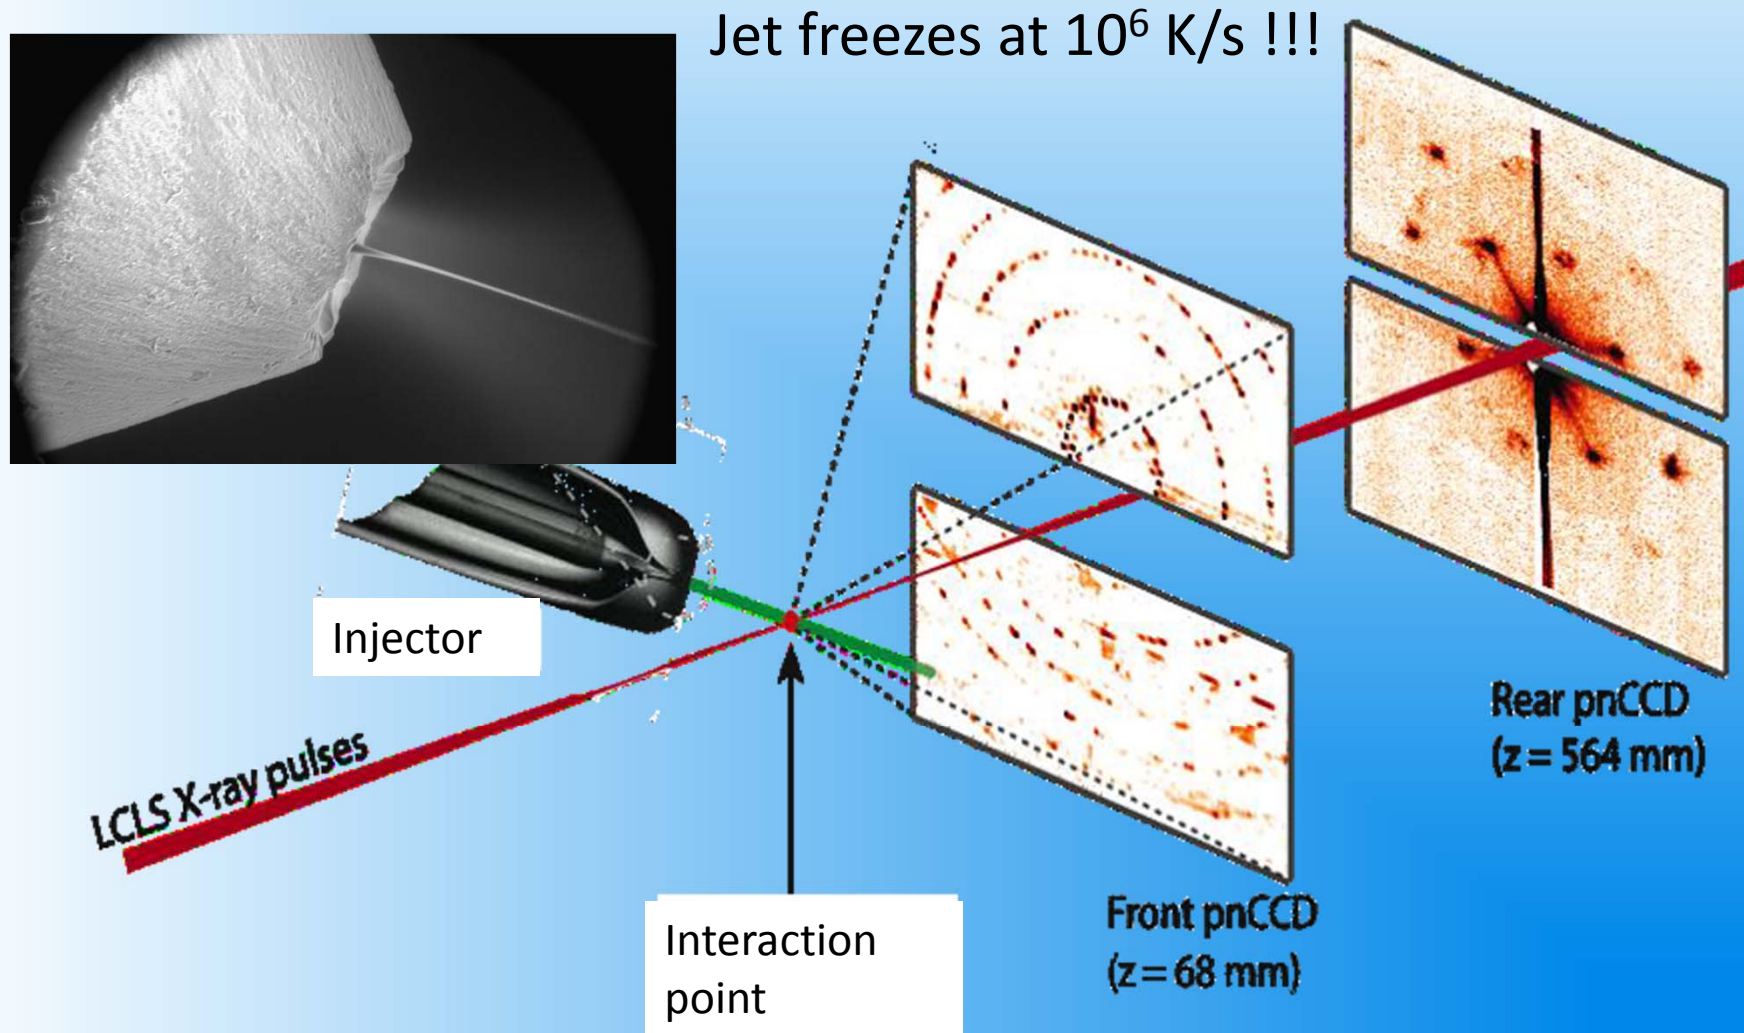 Jet freezes at 10⁶ K/s !!!
Injector
LCLS X-ray pulses
Interaction
point
Rear pnCCD
(z = 564 mm)
Front pnCCD
(z = 68 mm)